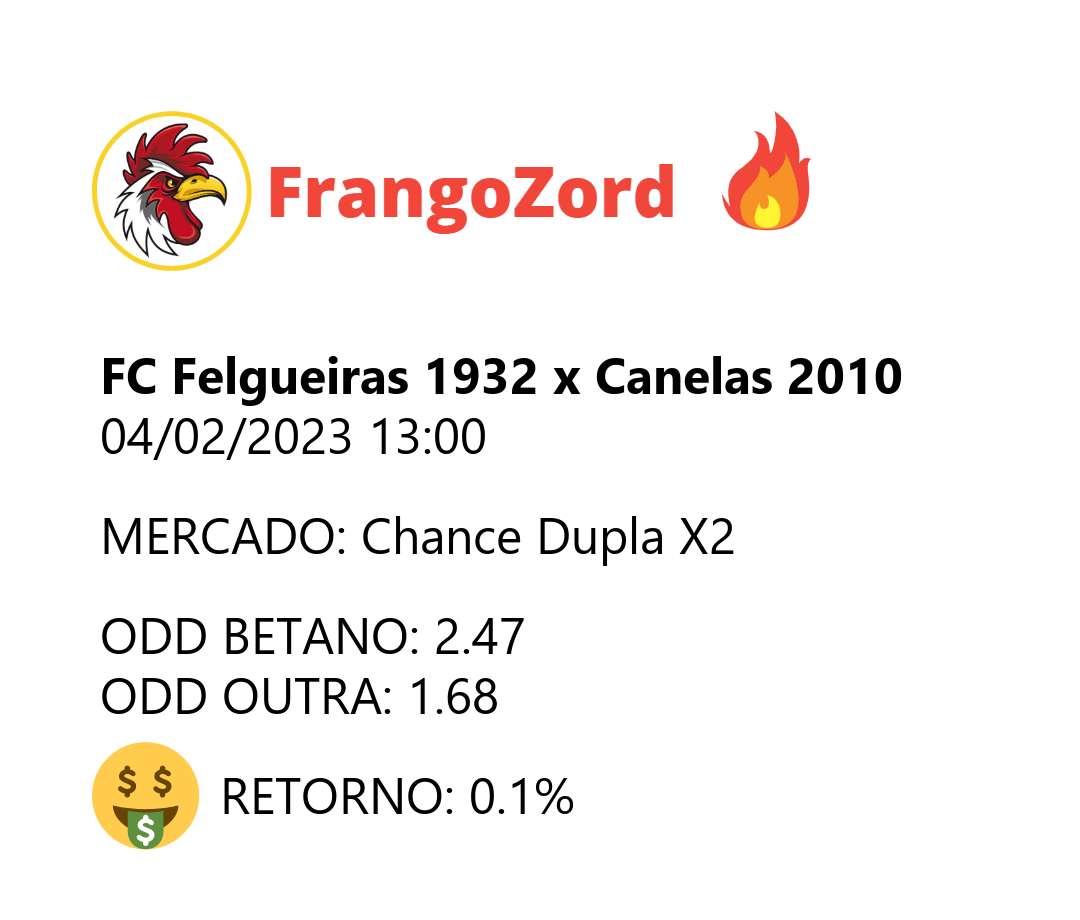 FrangoZord
FC Felgueiras 1932 x Canelas 2010
04/02/2023 13:00
MERCADO: Chance Dupla X2
ODD BETANO: 2.47
ODD OUTRA: 1.68
RETORNO: 0.1%